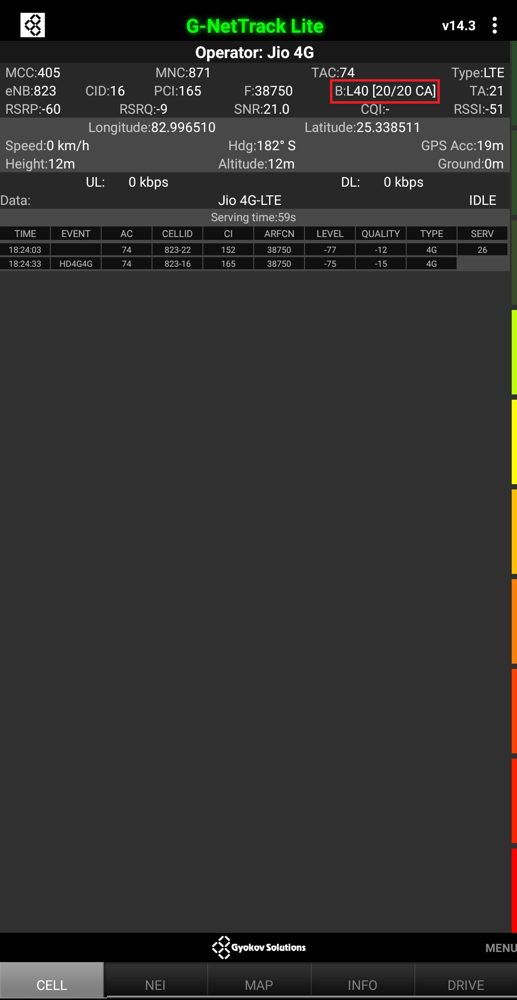 G-NetTrack Lite v14.3
Operator: Jio 4G
MCC:405 MNC:871 TAC:74 Type:LTE
eNB:823 CID:16 PCI:165 F:38750 B:L40 [20/20 CA] TA:21
RSRP:-60 RSRQ:-9 SNR:21.0 CQI:- RSSI:-51
Longitude:82.996510 Latitude:25.338511
Speed:0 km/h Hdg:182° S GPS Acc:19m
Height:12m Altitude:12m Ground:0m
UL: 0 kbps DL: 0 kbps
Data: Jio 4G-LTE IDLE
Serving time:59s
TIME EVENT AC CELLID CI ARFCN LEVEL QUALITY TYPE SERV
18:24:03 74 823-22 152 38750 -77 -12 4G 26
18:24:33 HD4G4G 74 823-16 165 38750 -75 -15 4G
Gyokov Solutions MENU
CELL NEI MAP INFO DRIVE